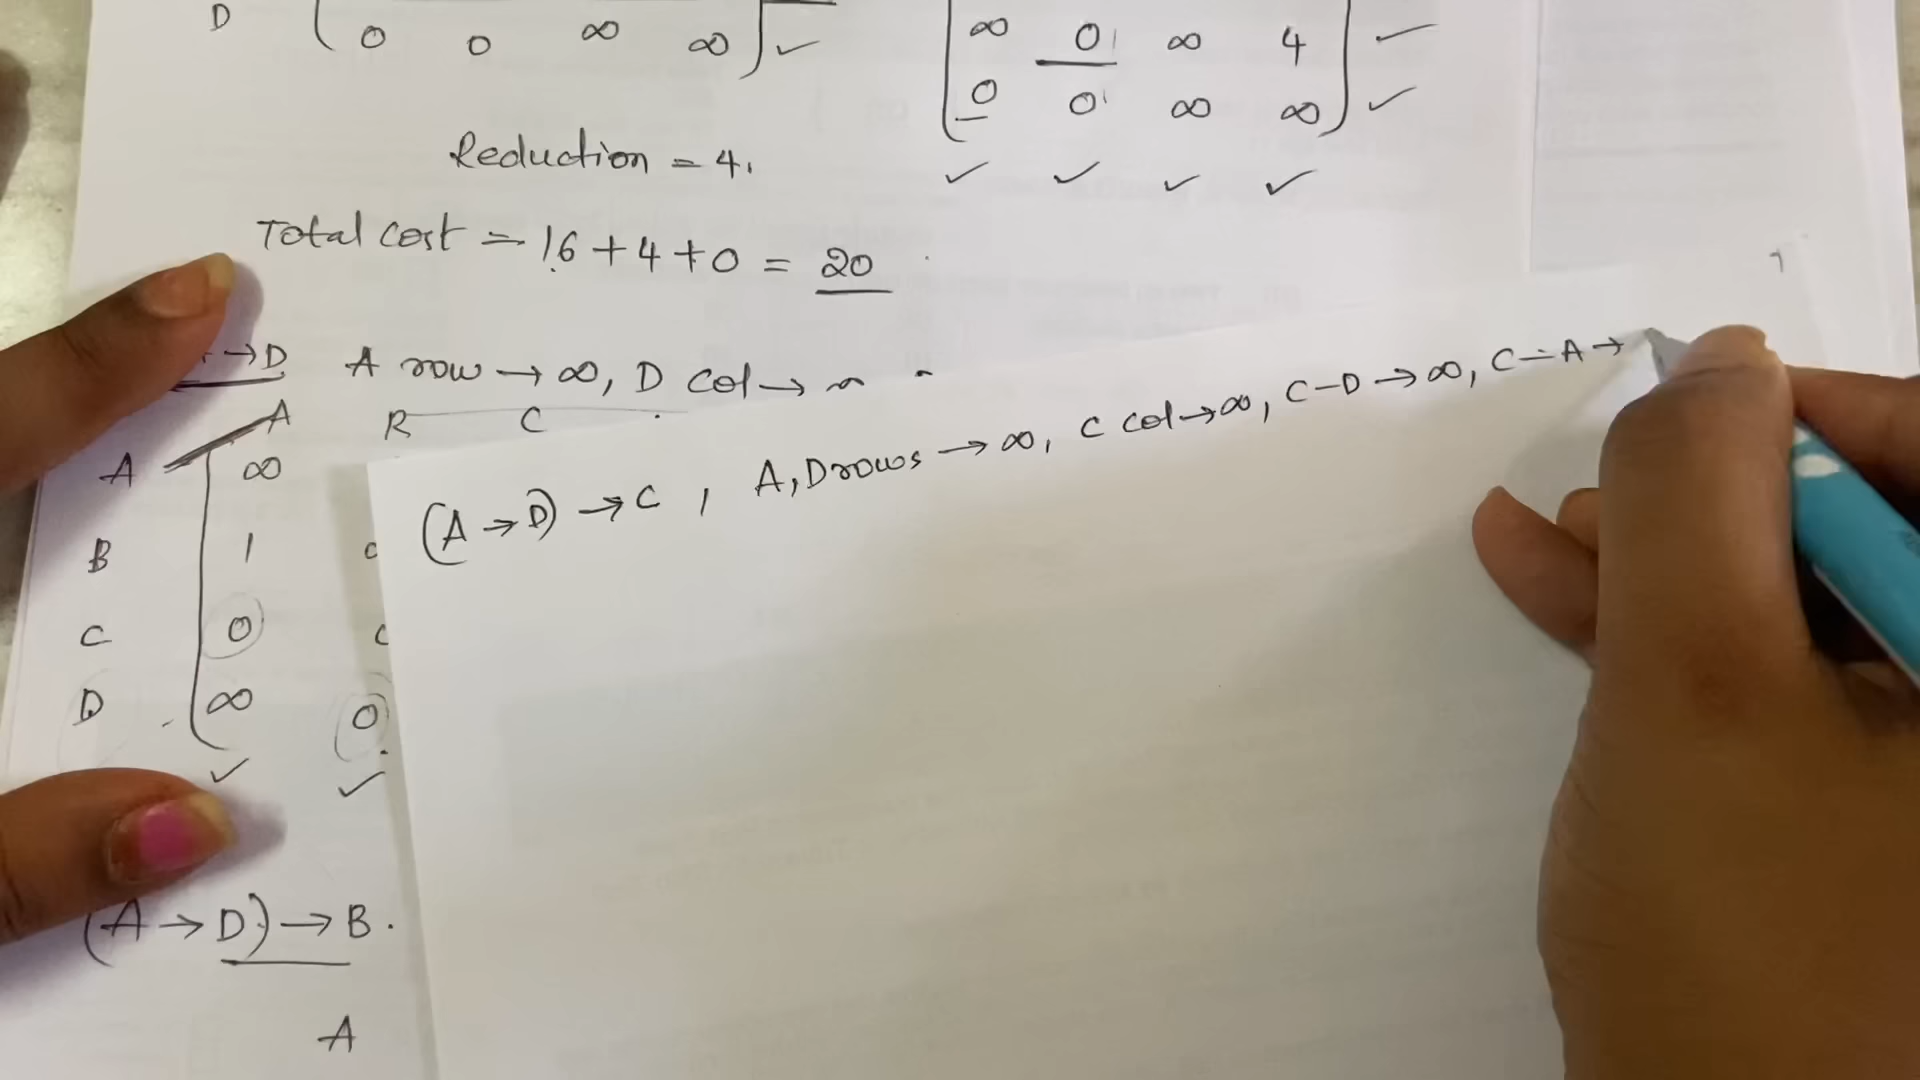 D 0 0 ∞ ∞ ✓
∞ 0 ∞ 4 ✓
0 0 ∞ ∞ ✓
✓ ✓ ✓ ✓
Reduction = 4.
Total cost = 16 + 4 + 0 = 20
→D A row → ∞, D col →
A B C
A ∞
B 1
C 0
D ∞ 0
✓ ✓
(A → D) → B.
A
(A → D) → C , A, D rows → ∞, C col → ∞, C-D → ∞, C-A →